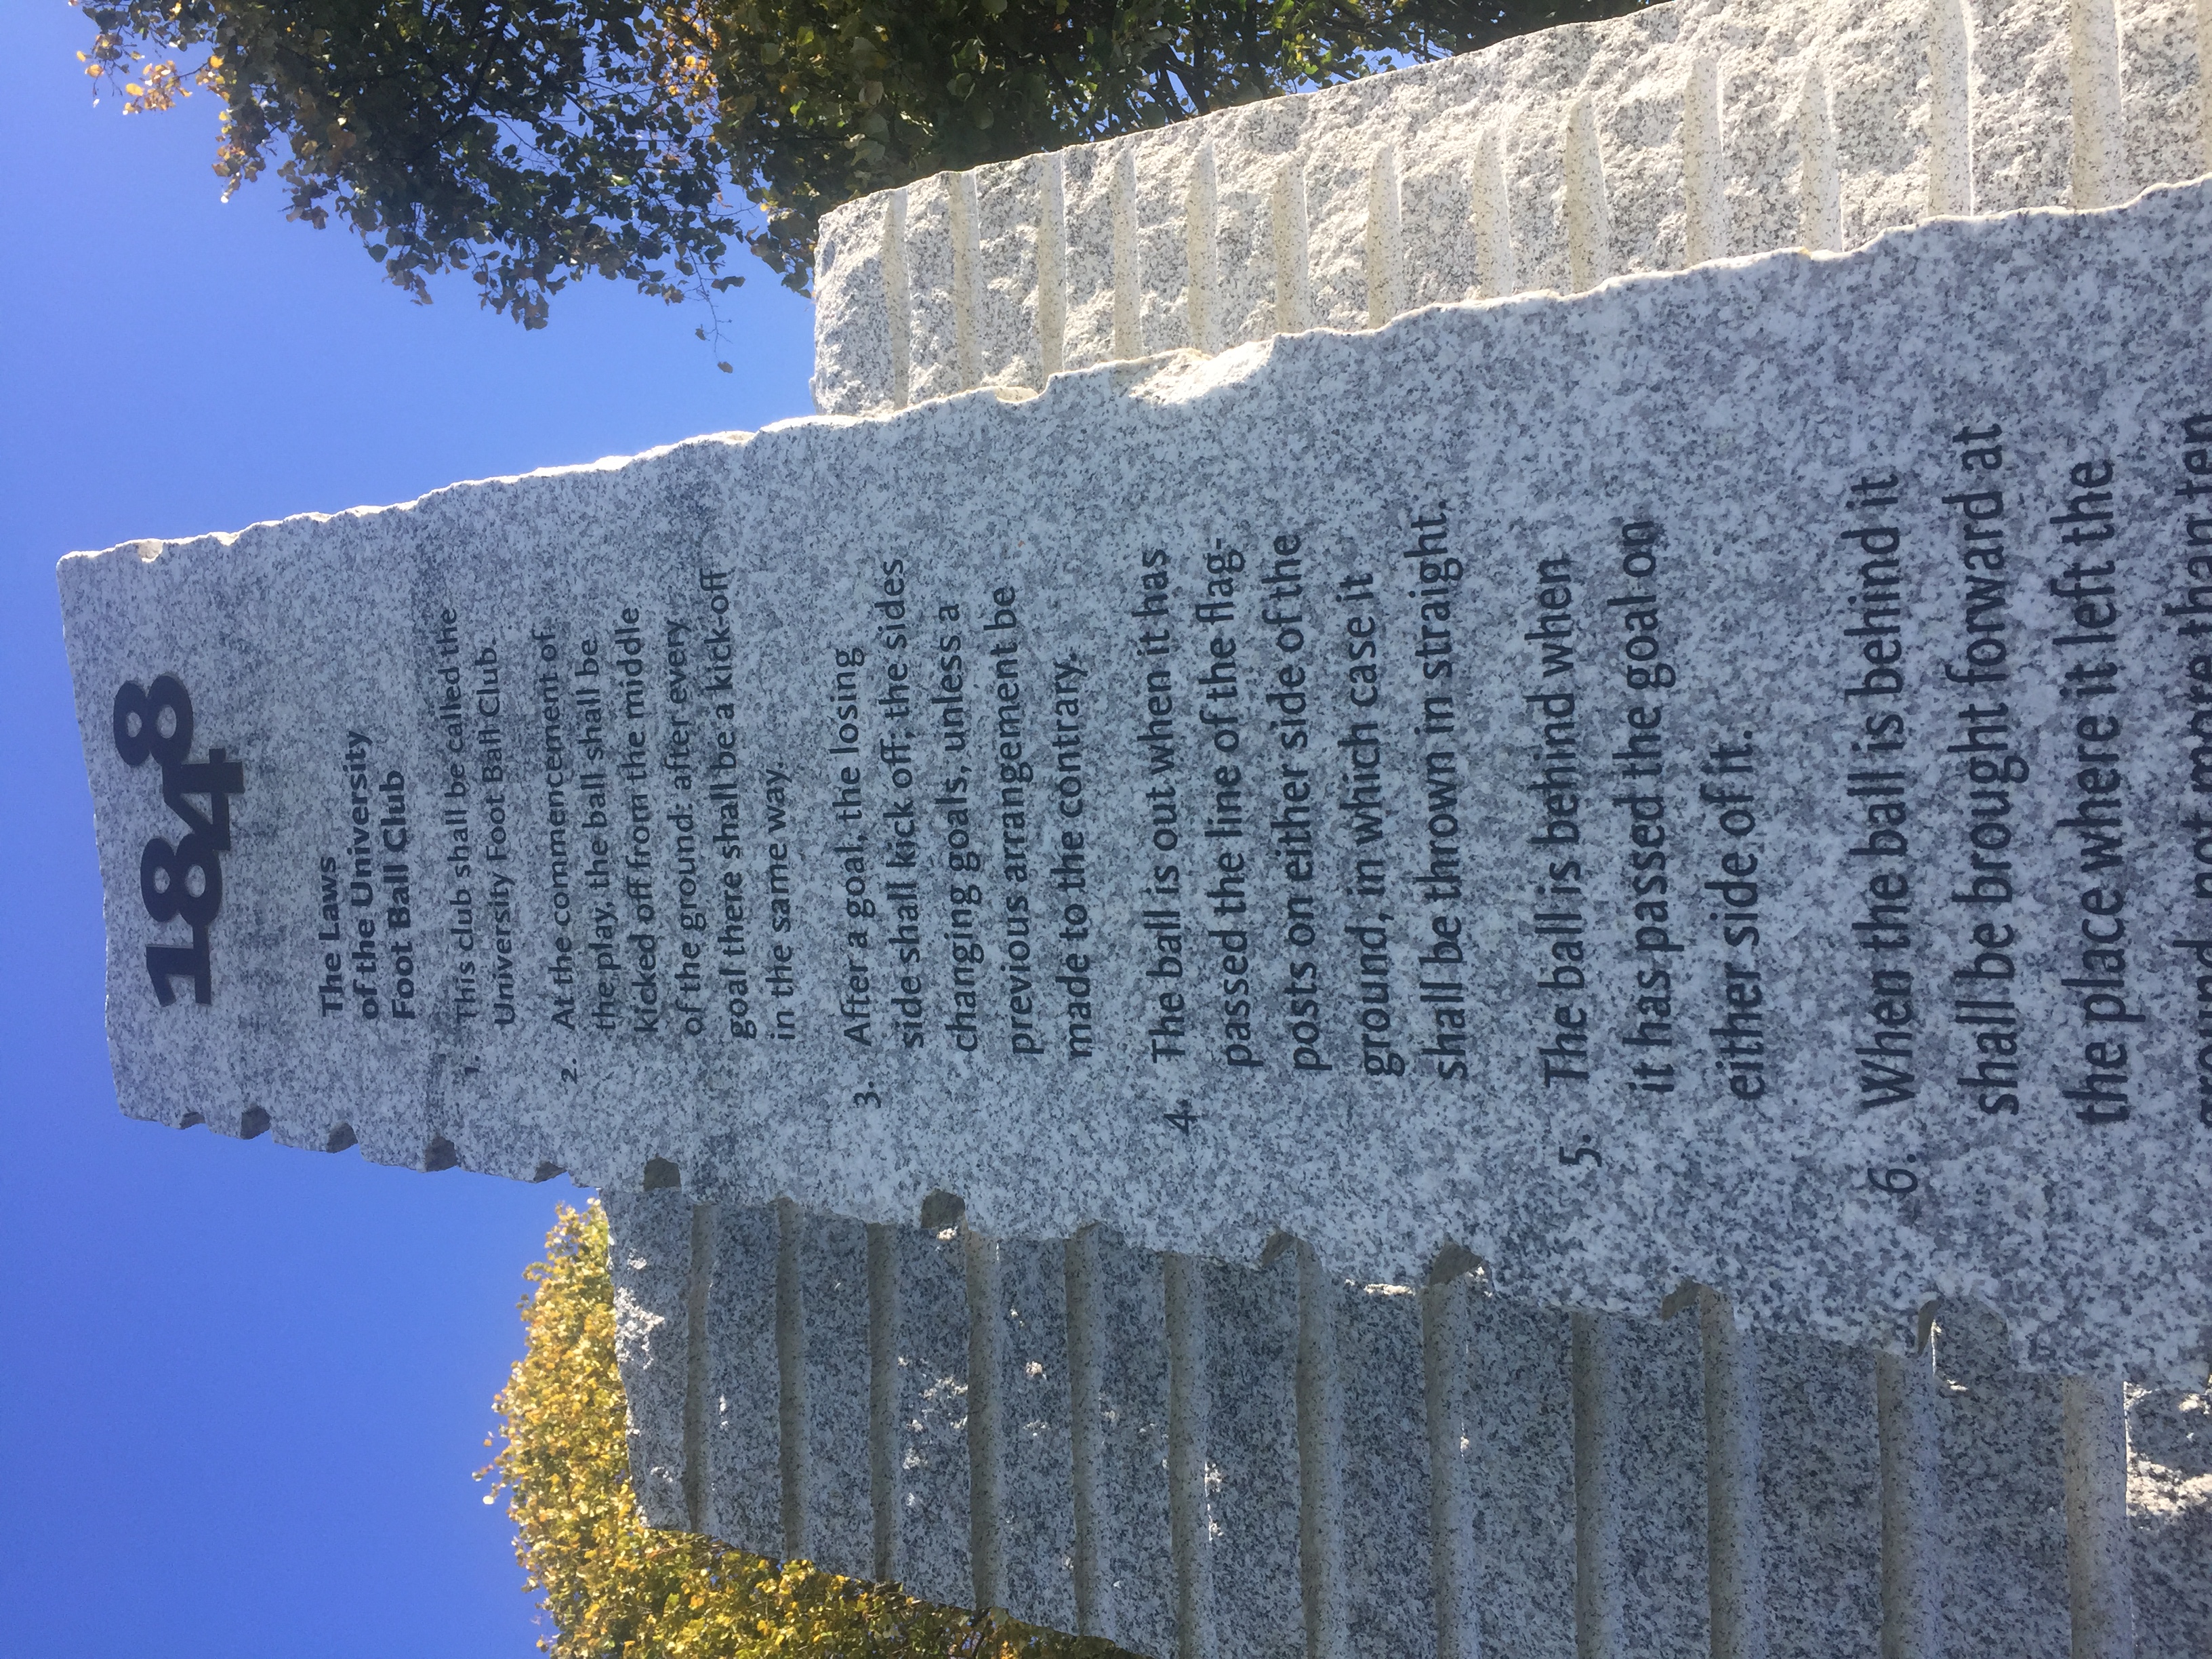 1848
The Laws
of the University
Foot Ball Club
1. This club shall be called the
University Foot Ball Club.
2. At the commencement of
the play, the ball shall be
kicked off from the middle
of the ground: after every
goal there shall be a kick-off
in the same way.
3. After a goal, the losing
side shall kick off; the sides
changing goals, unless a
previous arrangement be
made to the contrary.
4. The ball is out when it has
passed the line of the flag-
posts on either side of the
ground, in which case it
shall be thrown in straight.
5. The ball is behind when
it has passed the goal on
either side of it.
6. When the ball is behind it
shall be brought forward at
the place where it left the
ground, not more than ten